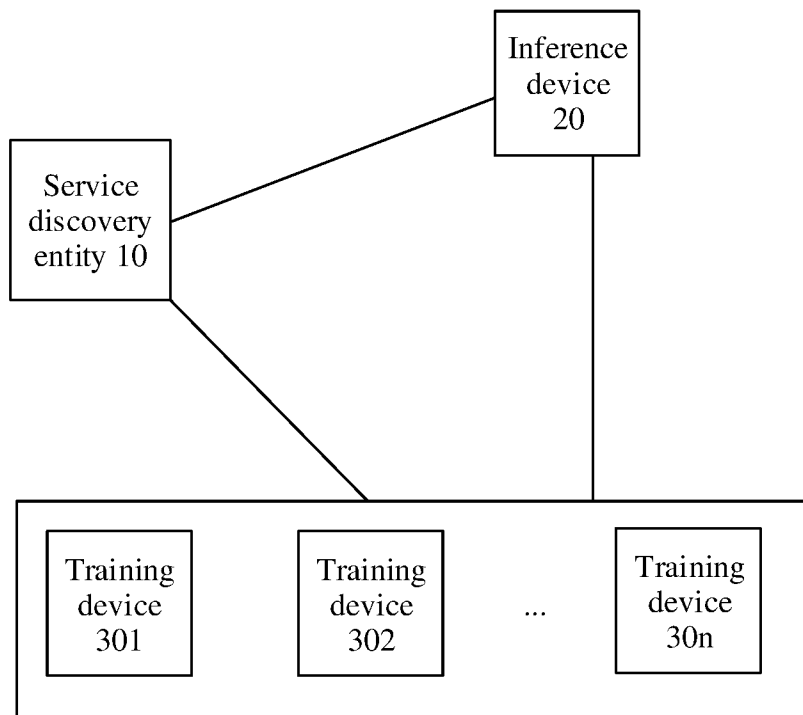 Inference
device
20
Service
discovery
entity 10
Training
device
301
Training
device
302
...
Training
device
30n